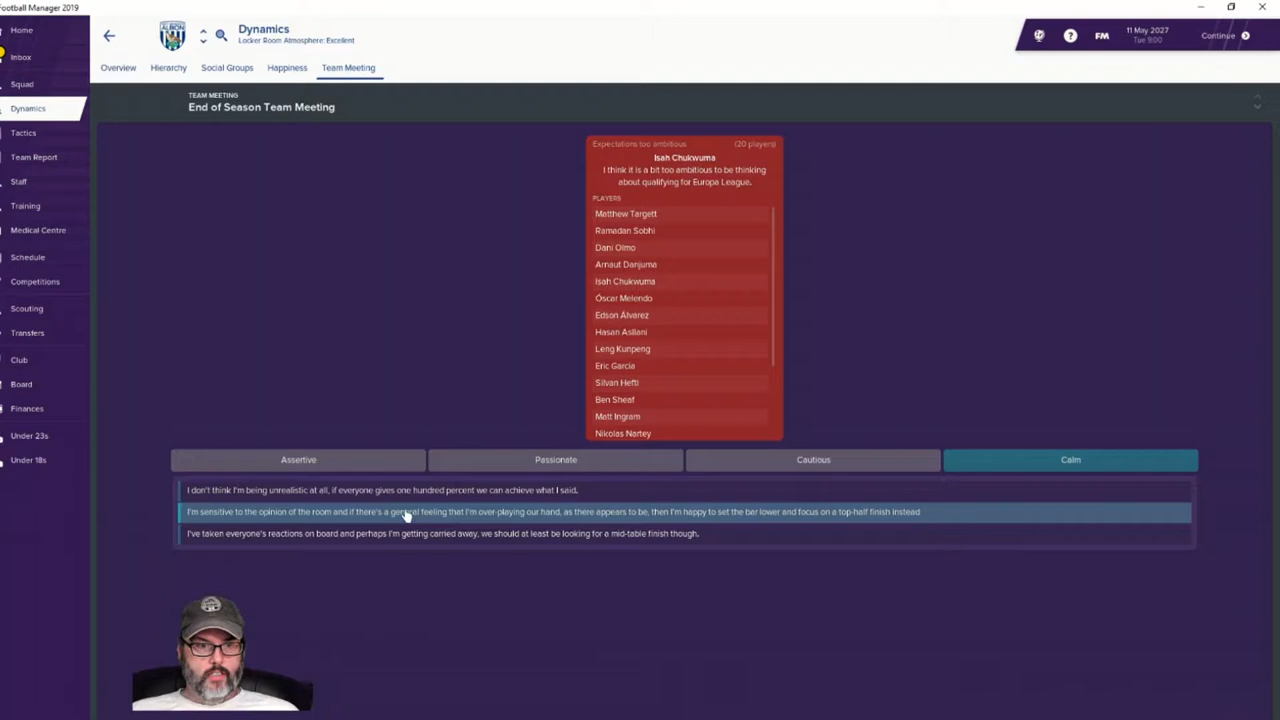 Football Manager 2019
Home
Inbox
Squad
Dynamics
Tactics
Team Report
Staff
Training
Medical Centre
Schedule
Competitions
Scouting
Transfers
Club
Board
Finances
Under 23s
Under 18s
ALBION
Dynamics
Locker Room Atmosphere: Excellent
FM
11 May 2027
Tue 9:00
Continue
Overview
Hierarchy
Social Groups
Happiness
Team Meeting
TEAM MEETING
End of Season Team Meeting
Expectations too ambitious (20 players)
Isah Chukwuma
I think it is a bit too ambitious to be thinking
about qualifying for Europa League.
PLAYERS
Matthew Targett
Ramadan Sobhi
Dani Olmo
Arnaut Danjuma
Isah Chukwuma
Óscar Melendo
Edson Álvarez
Hasan Asllani
Leng Kunpeng
Eric Garcia
Silvan Hefti
Ben Sheaf
Matt Ingram
Nikolas Nartey
Assertive
Passionate
Cautious
Calm
I don't think I'm being unrealistic at all, if everyone gives one hundred percent we can achieve what I said.
I'm sensitive to the opinion of the room and if there's a general feeling that I'm over-playing our hand, as there appears to be, then I'm happy to set the bar lower and focus on a top-half finish instead
I've taken everyone's reactions on board and perhaps I'm getting carried away, we should at least be looking for a mid-table finish though.